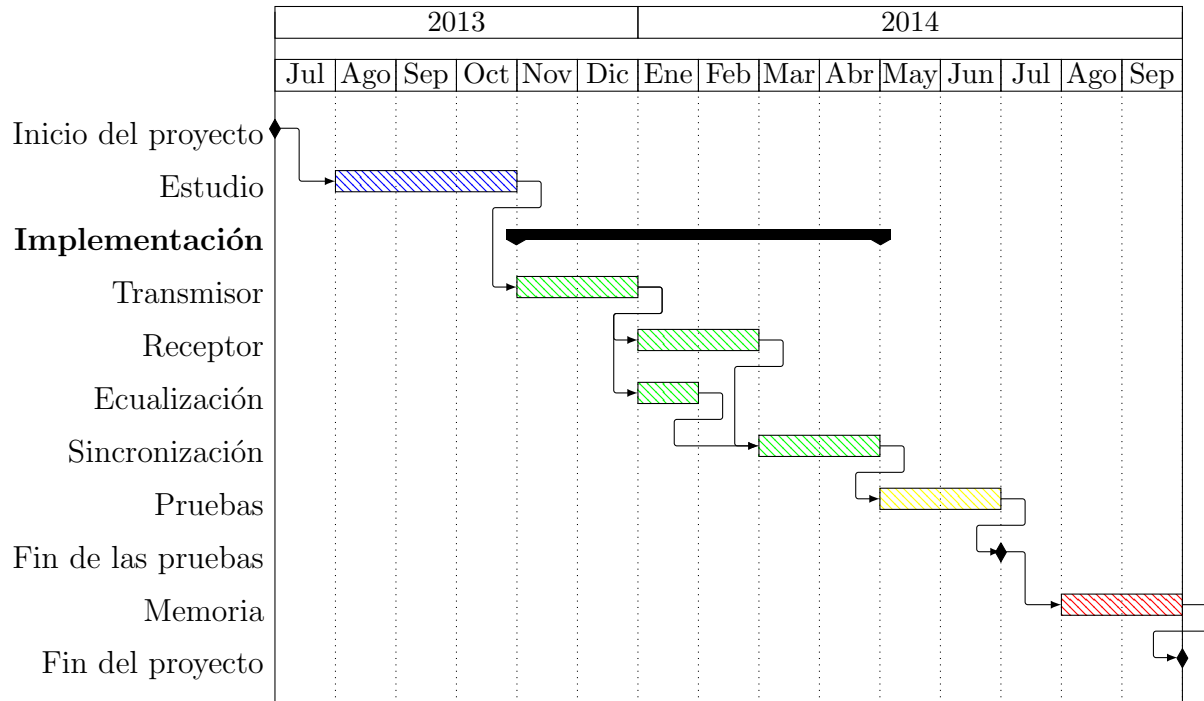 2013 2014
Jul Ago Sep Oct Nov Dic Ene Feb Mar Abr May Jun Jul Ago Sep
Inicio del proyecto
Estudio
Implementación
Transmisor
Receptor
Ecualización
Sincronización
Pruebas
Fin de las pruebas
Memoria
Fin del proyecto